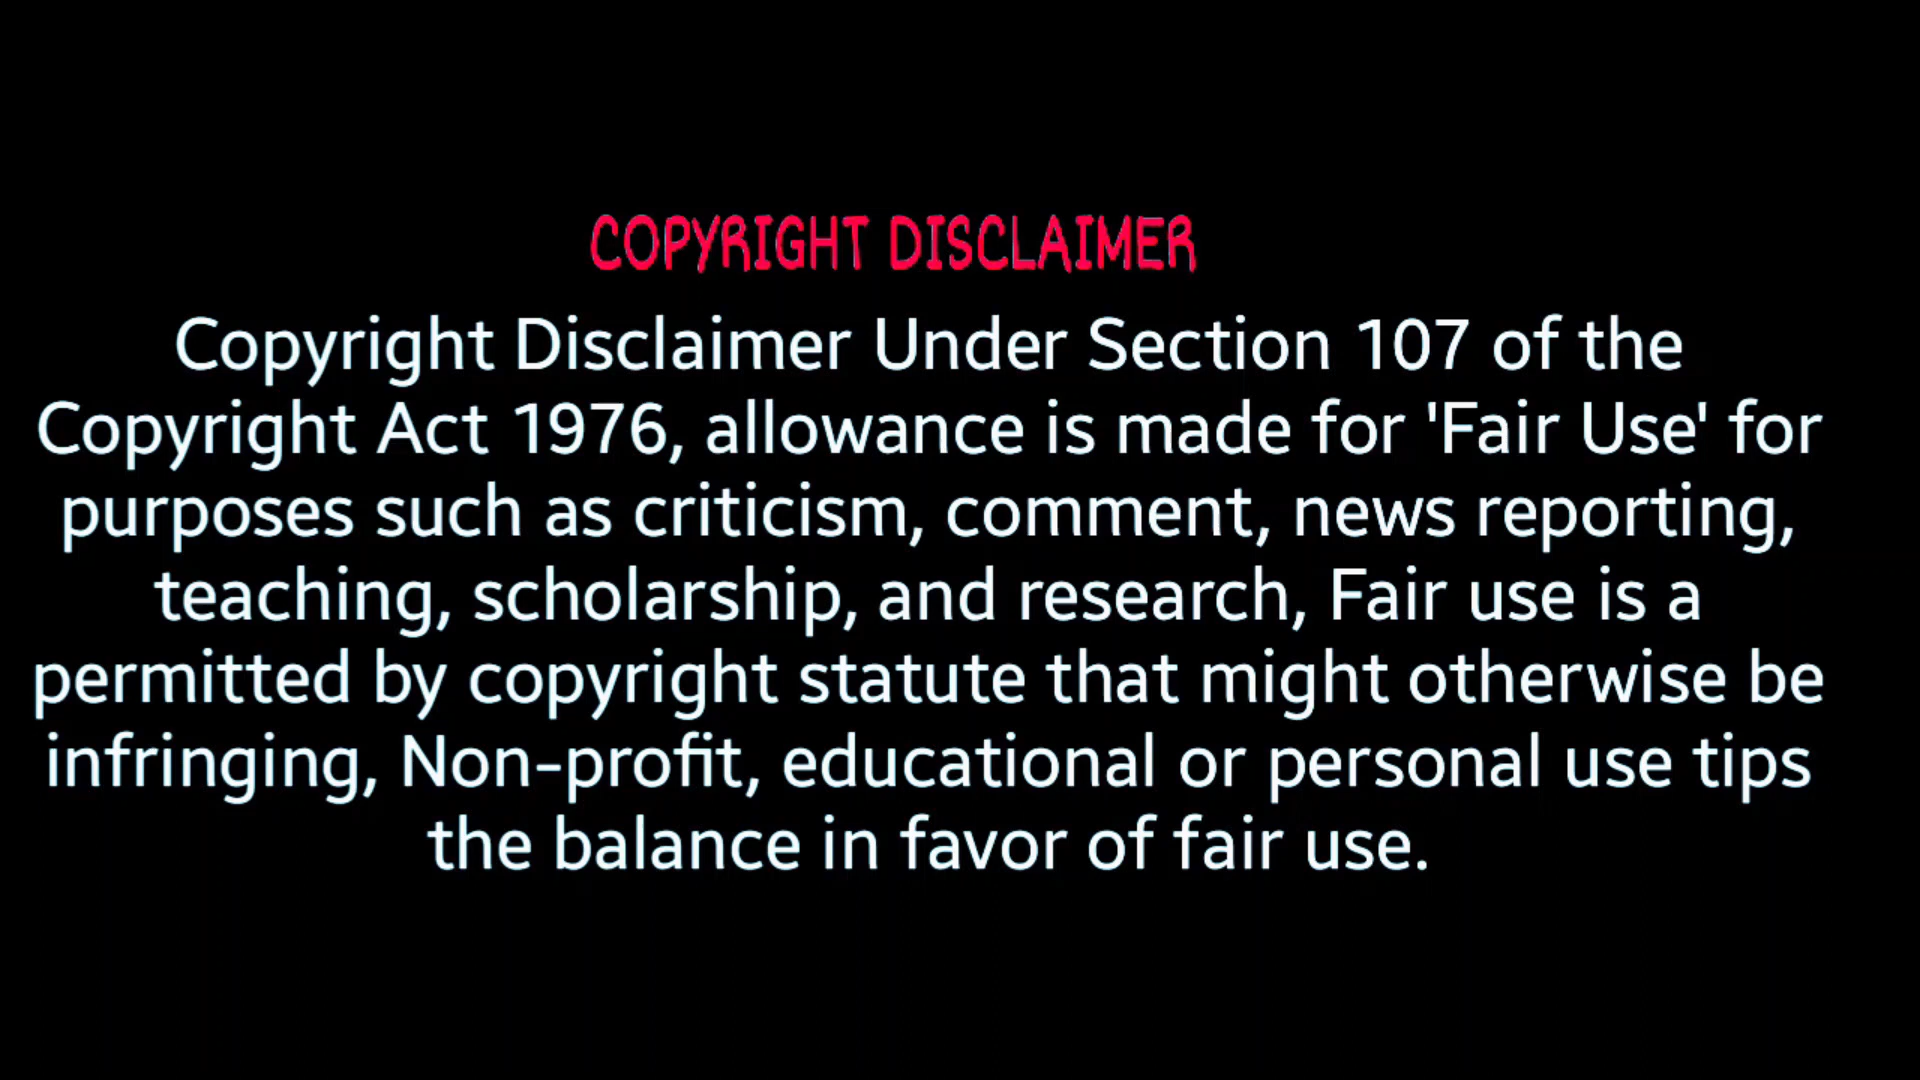 COPYRIGHT DISCLAIMER
Copyright Disclaimer Under Section 107 of the
Copyright Act 1976, allowance is made for 'Fair Use' for
purposes such as criticism, comment, news reporting,
teaching, scholarship, and research, Fair use is a
permitted by copyright statute that might otherwise be
infringing, Non-profit, educational or personal use tips
the balance in favor of fair use.